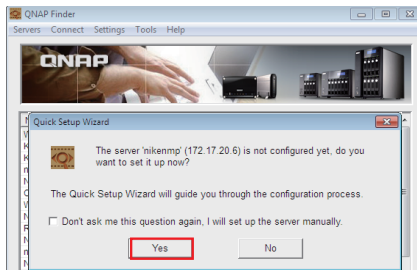 QNAP Finder
Servers Connect Settings Tools Help
QNAP
Quick Setup Wizard
The server 'nikenmp' (172.17.20.6) is not configured yet, do you
want to set it up now?
The Quick Setup Wizard will guide you through the configuration process.
Don't ask me this question again, I will set up the server manually.
Yes No